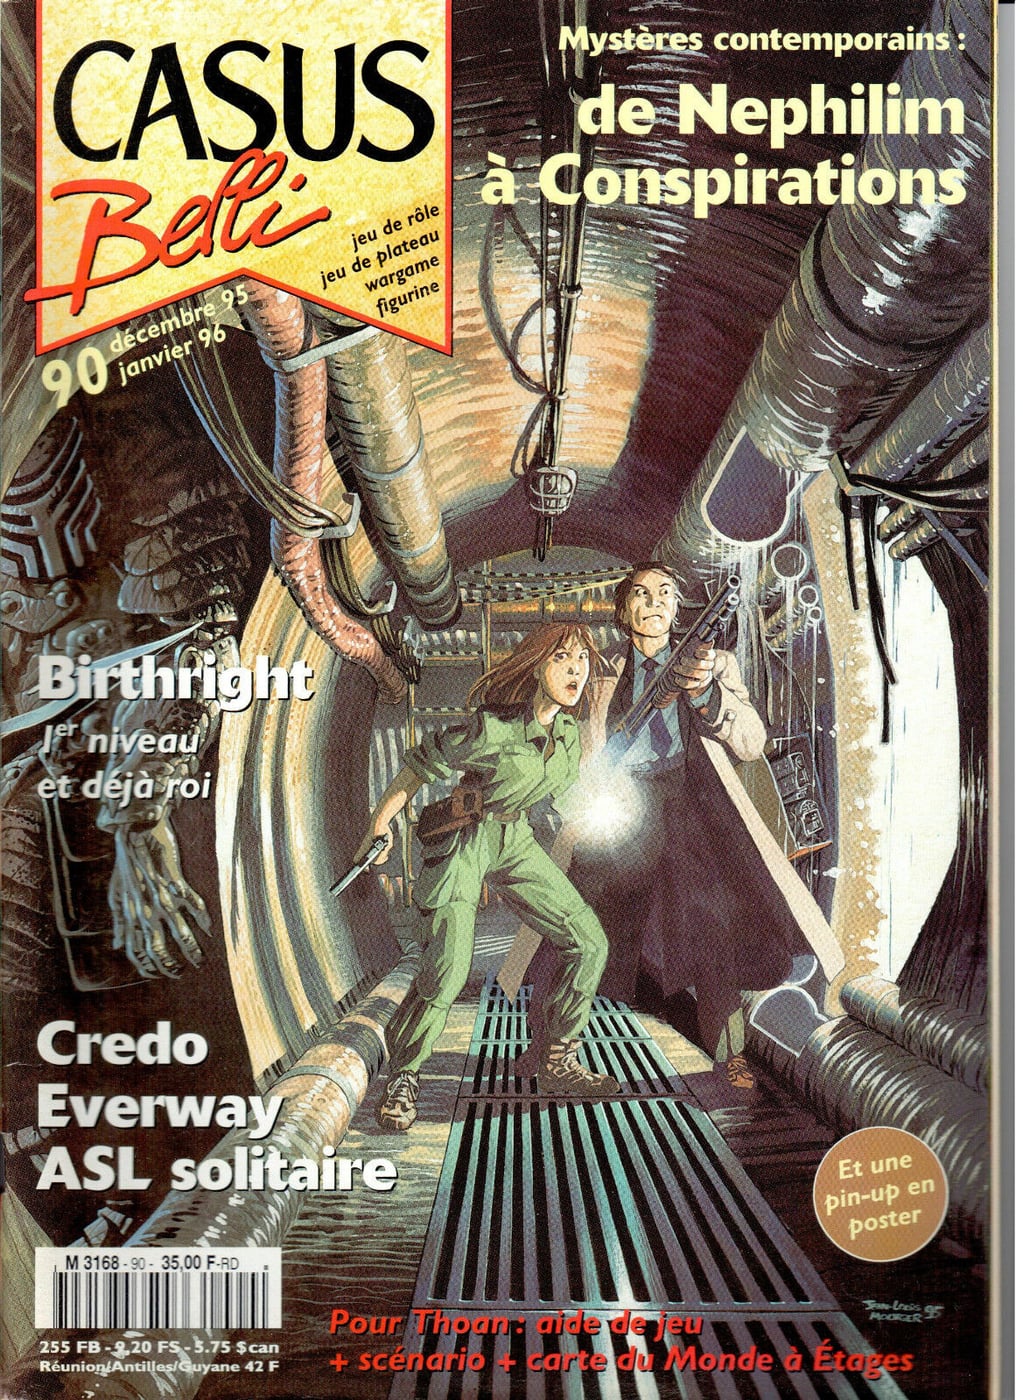 CASUS
Belli
jeu de rôle
jeu de plateau
wargame
figurine
90
décembre 95
janvier 96
Mystères contemporains :
de Nephilim
à Conspirations
Birthright
1er niveau
et déjà roi
Credo
Everway
ASL solitaire
Et une
pin-up en
poster
M 3168 - 90 - 35,00 F-RD
255 FB - 9,20 FS - 5.75 $can
Réunion/Antilles/Guyane 42 F
Jean-Louis 95
Pour Thoan : aide de jeu
+ scénario + carte du Monde à Étages